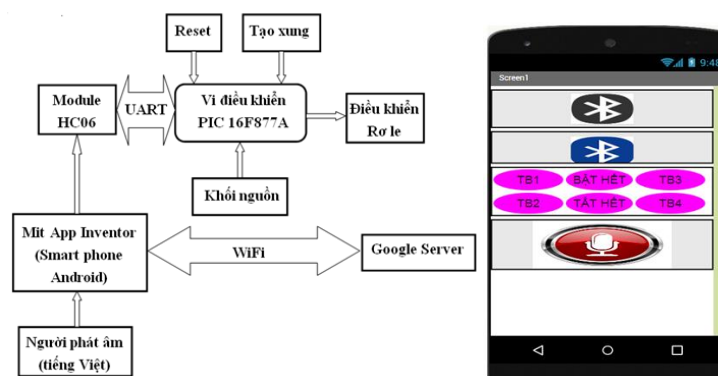 Reset
Tạo xung
Module
HC06
UART
Vi điều khiển
PIC 16F877A
Điều khiển
Rơ le
Khối nguồn
Mit App Inventor
(Smart phone
Android)
WiFi
Google Server
Người phát âm
(tiếng Việt)
9:48
Screen1
TB1
BẬT HẾT
TB3
TB2
TẮT HẾT
TB4